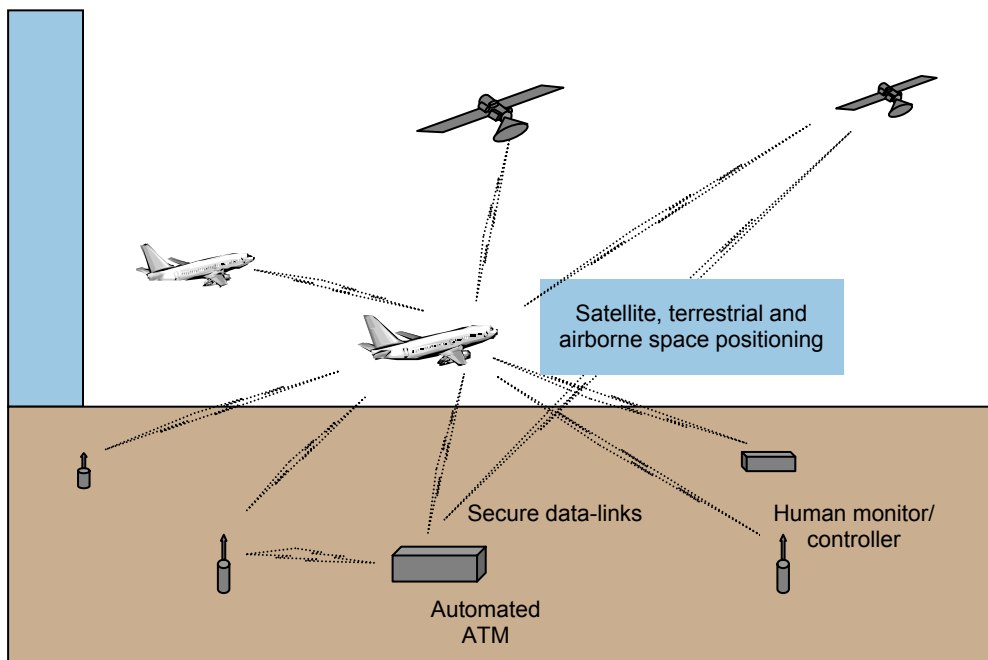 Satellite, terrestrial and
airborne space positioning
Secure data-links
Human monitor/
controller
Automated
ATM